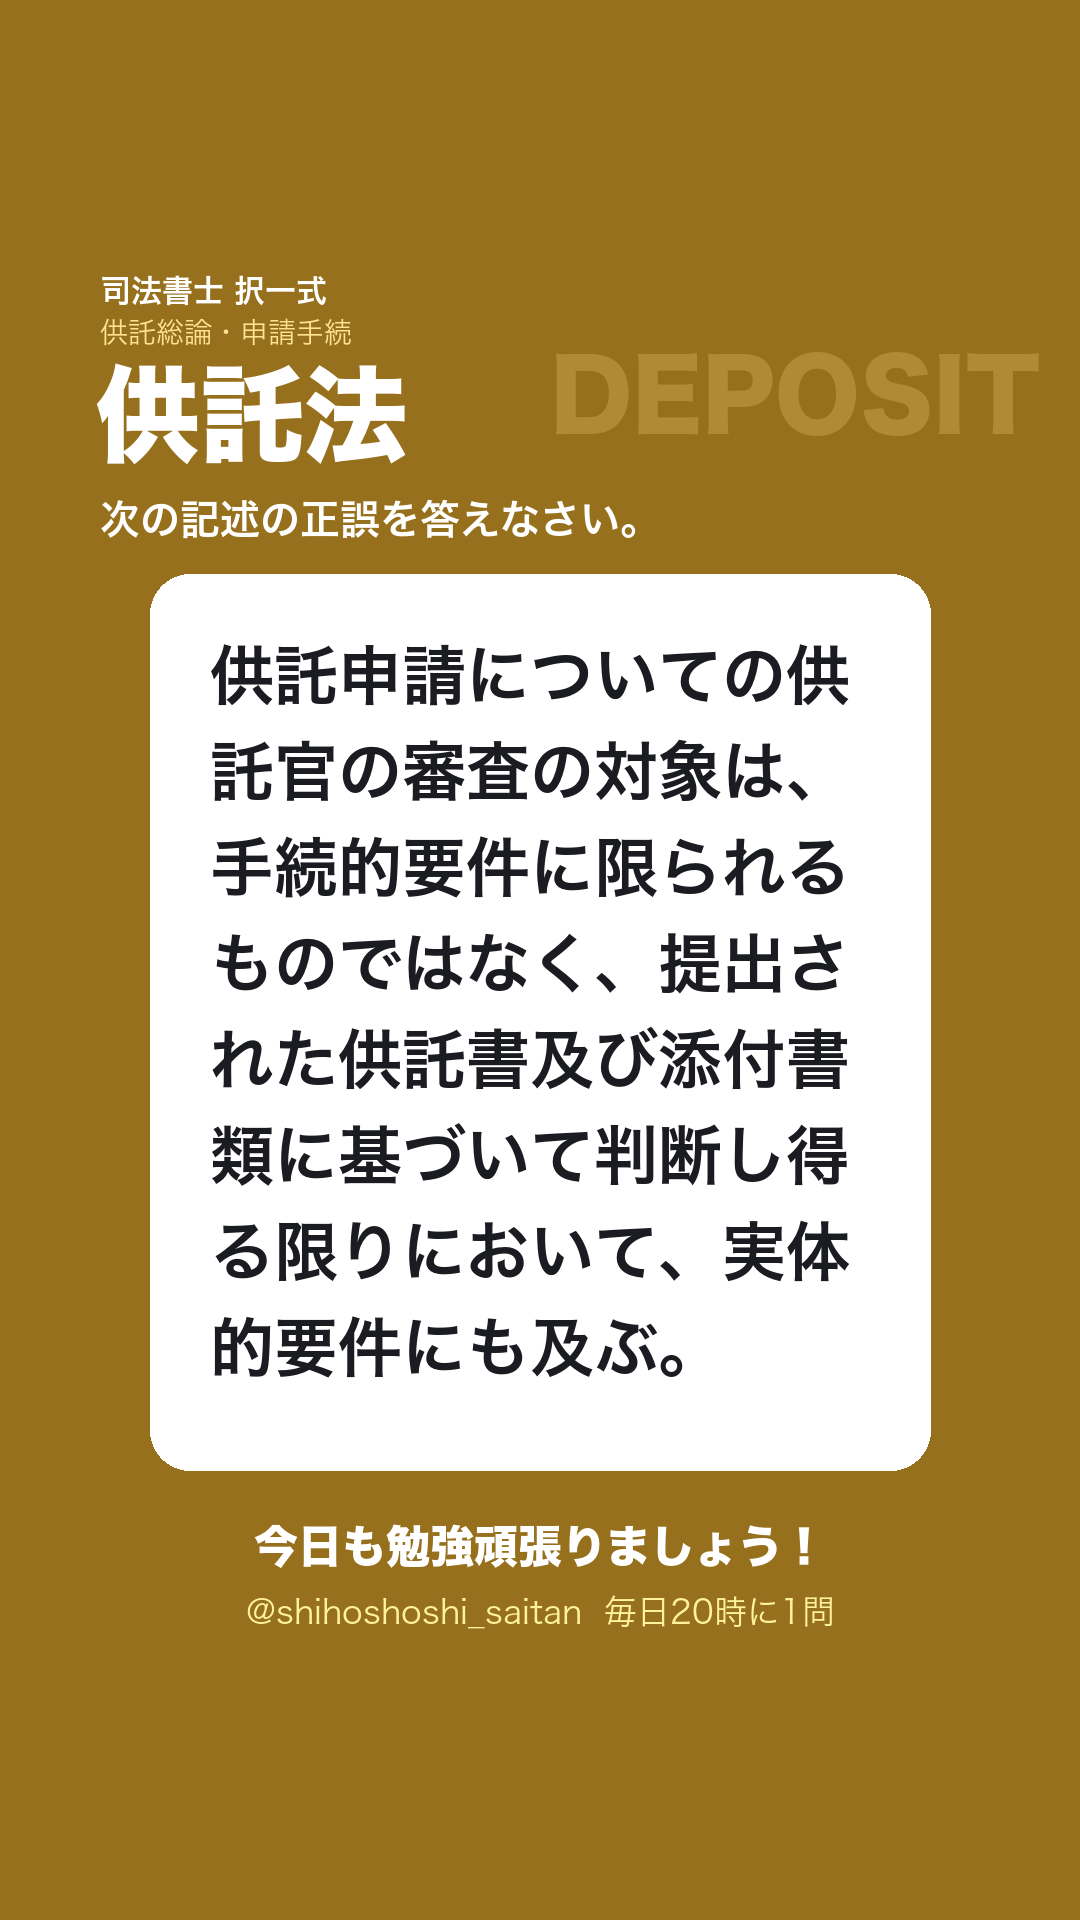 司法書士 択一式
供託総論・申請手続
供託法
DEPOSIT
次の記述の正誤を答えなさい。
供託申請についての供
託官の審査の対象は、
手続的要件に限られる
ものではなく、提出さ
れた供託書及び添付書
類に基づいて判断し得
る限りにおいて、実体
的要件にも及ぶ。
今日も勉強頑張りましょう！
@shihoshoshi_saitan 毎日20時に1問